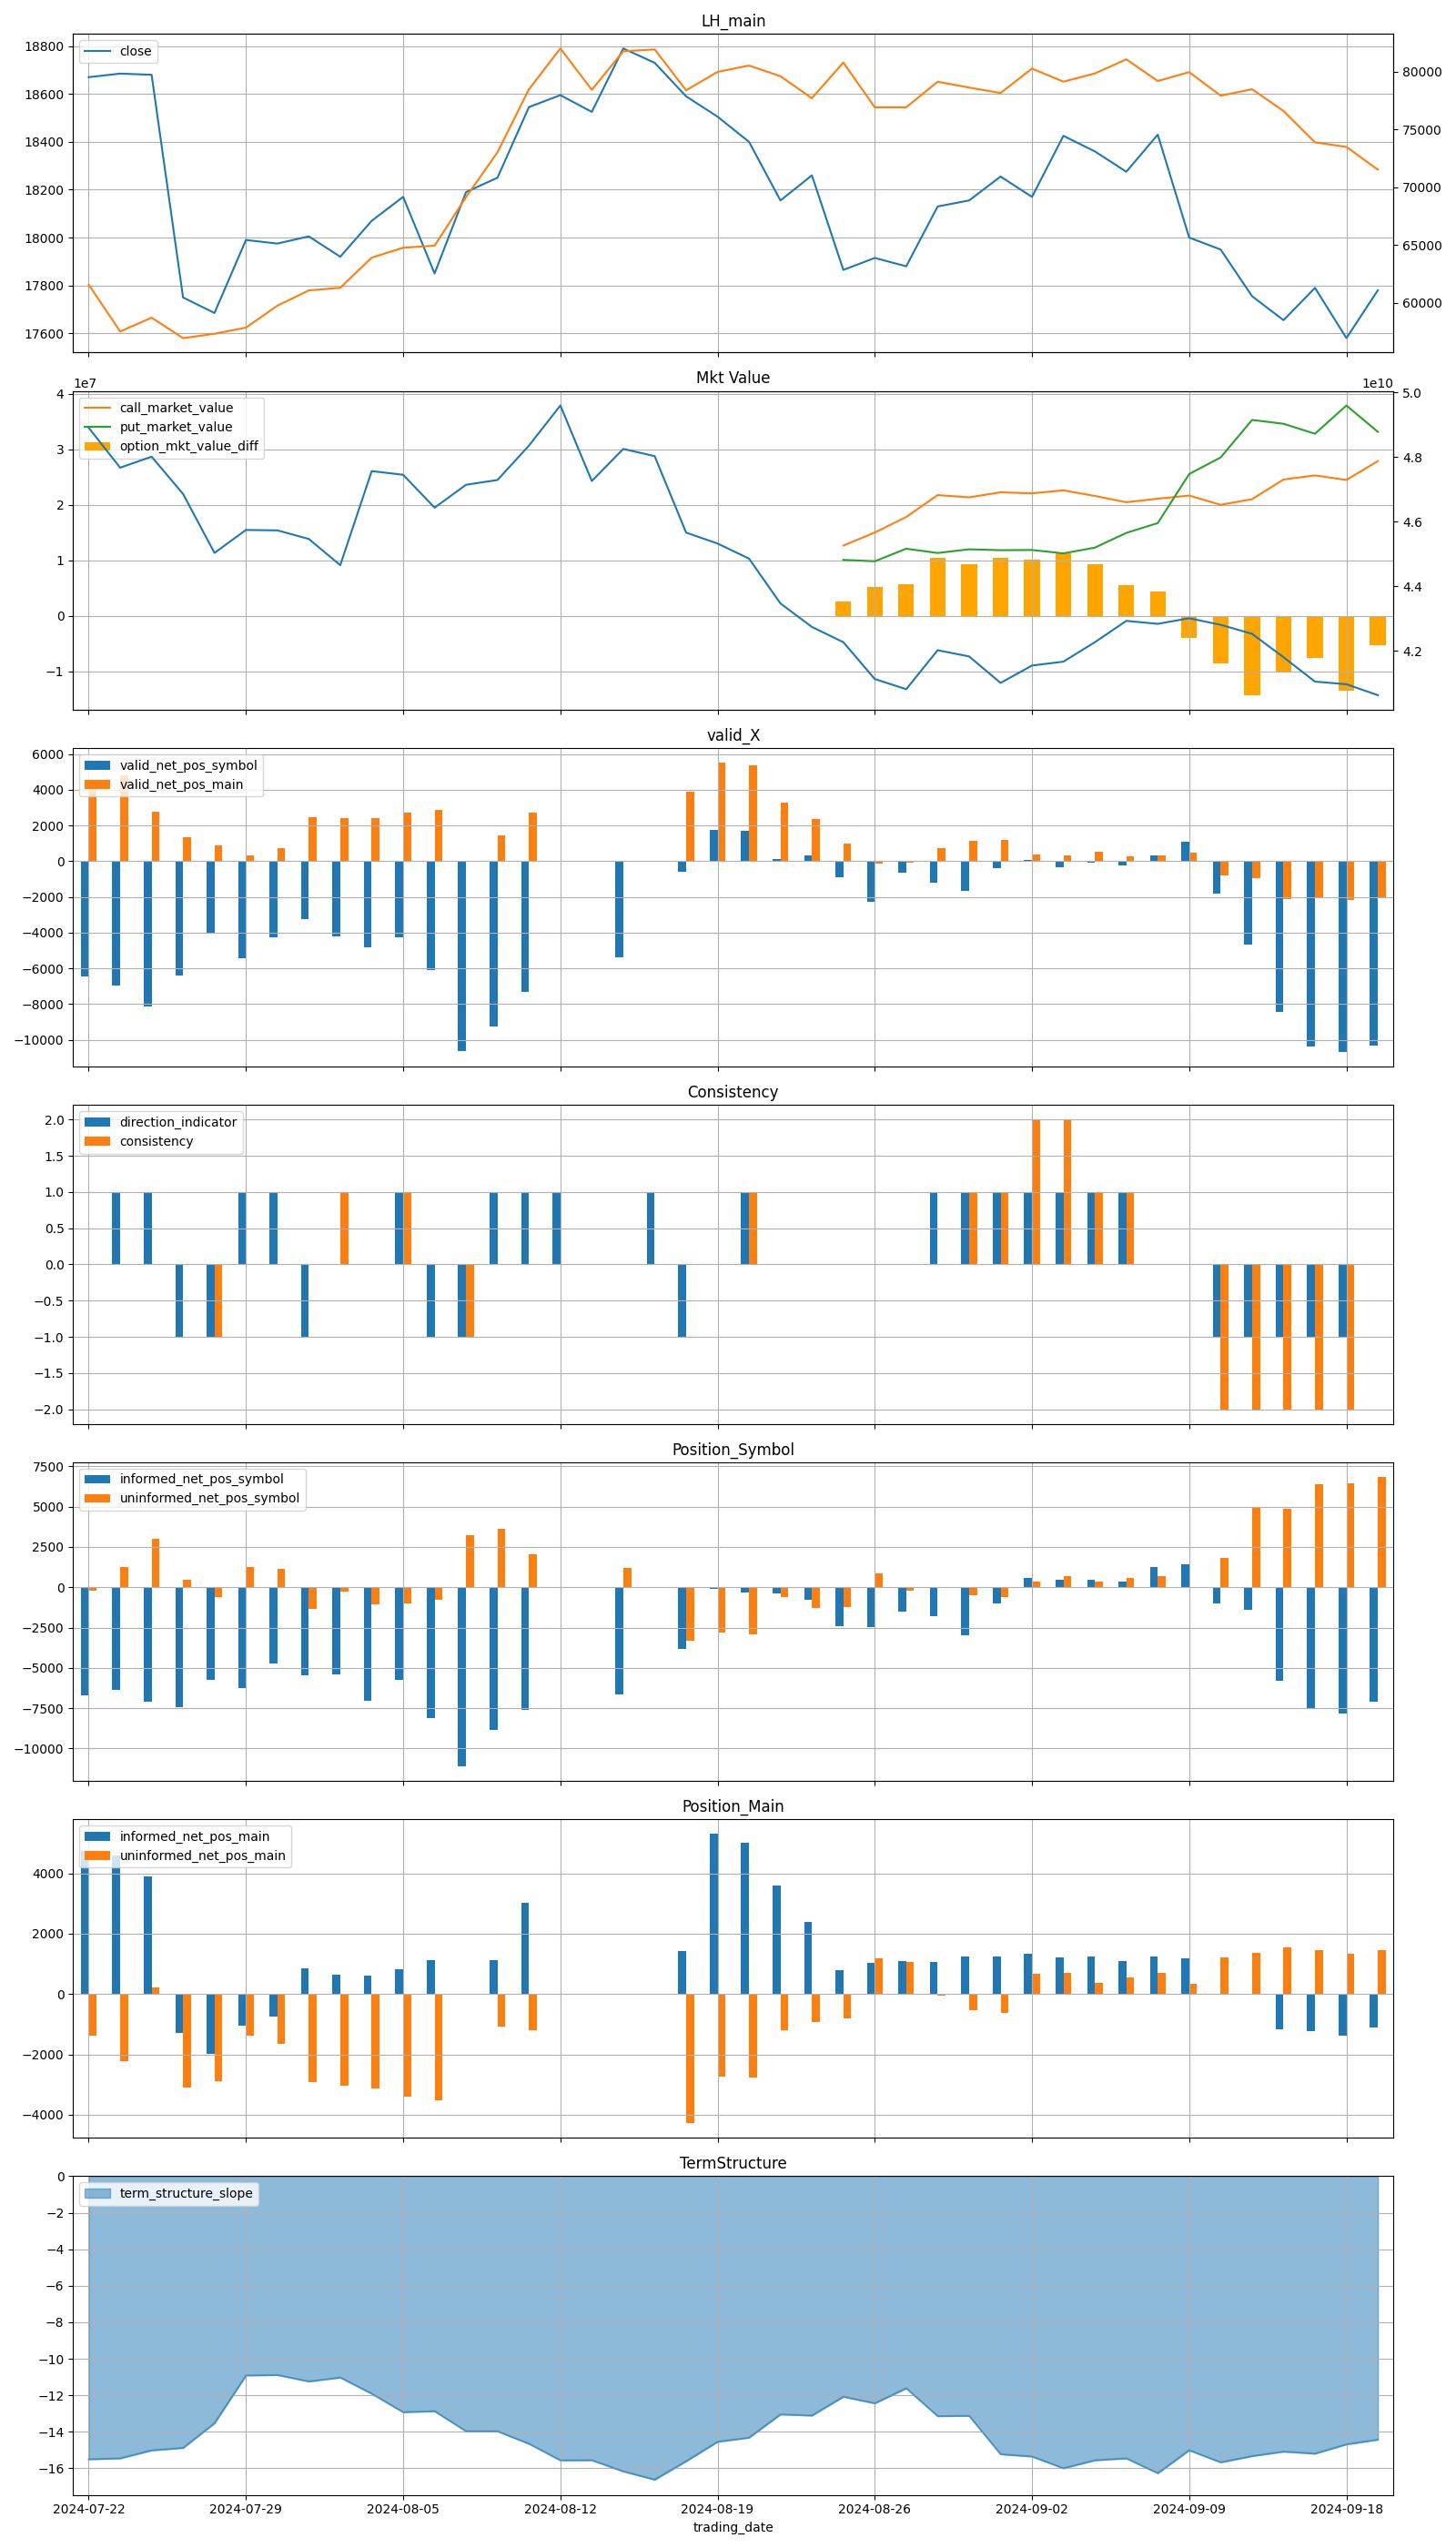 LH_main
close
18800
18600
18400
18200
18000
17800
17600
80000
75000
70000
65000
60000
Mkt Value
1e7
1e10
call_market_value
put_market_value
option_mkt_value_diff
4
3
2
1
0
−1
5.0
4.8
4.6
4.4
4.2
valid_X
valid_net_pos_symbol
valid_net_pos_main
6000
4000
2000
0
−2000
−4000
−6000
−8000
−10000
Consistency
direction_indicator
consistency
2.0
1.5
1.0
0.5
0.0
−0.5
−1.0
−1.5
−2.0
Position_Symbol
informed_net_pos_symbol
uninformed_net_pos_symbol
7500
5000
2500
0
−2500
−5000
−7500
−10000
Position_Main
informed_net_pos_main
uninformed_net_pos_main
4000
2000
0
−2000
−4000
TermStructure
term_structure_slope
0
−2
−4
−6
−8
−10
−12
−14
−16
2024-07-22 2024-07-29 2024-08-05 2024-08-12 2024-08-19 2024-08-26 2024-09-02 2024-09-09 2024-09-18
trading_date